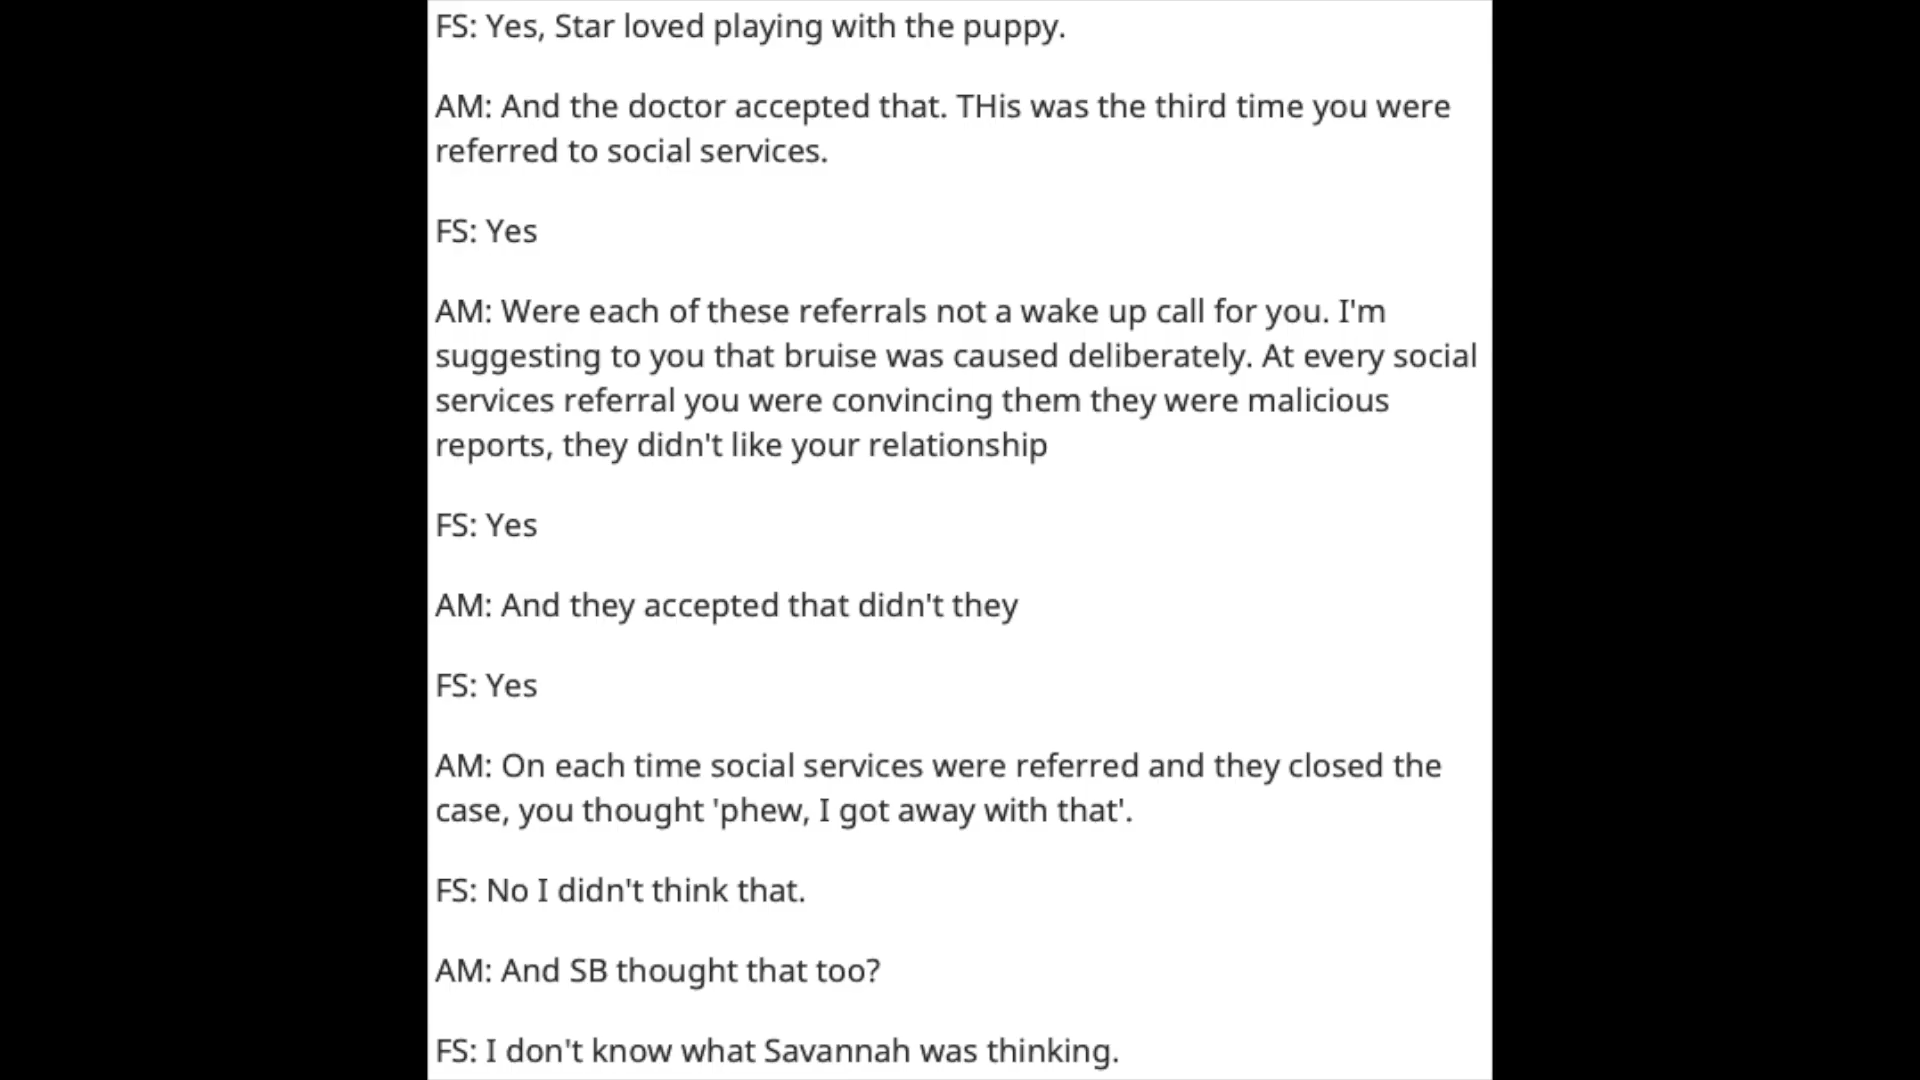 FS: Yes, Star loved playing with the puppy.
AM: And the doctor accepted that. THis was the third time you were
referred to social services.
FS: Yes
AM: Were each of these referrals not a wake up call for you. I'm
suggesting to you that bruise was caused deliberately. At every social
services referral you were convincing them they were malicious
reports, they didn't like your relationship
FS: Yes
AM: And they accepted that didn't they
FS: Yes
AM: On each time social services were referred and they closed the
case, you thought 'phew, I got away with that'.
FS: No I didn't think that.
AM: And SB thought that too?
FS: I don't know what Savannah was thinking.